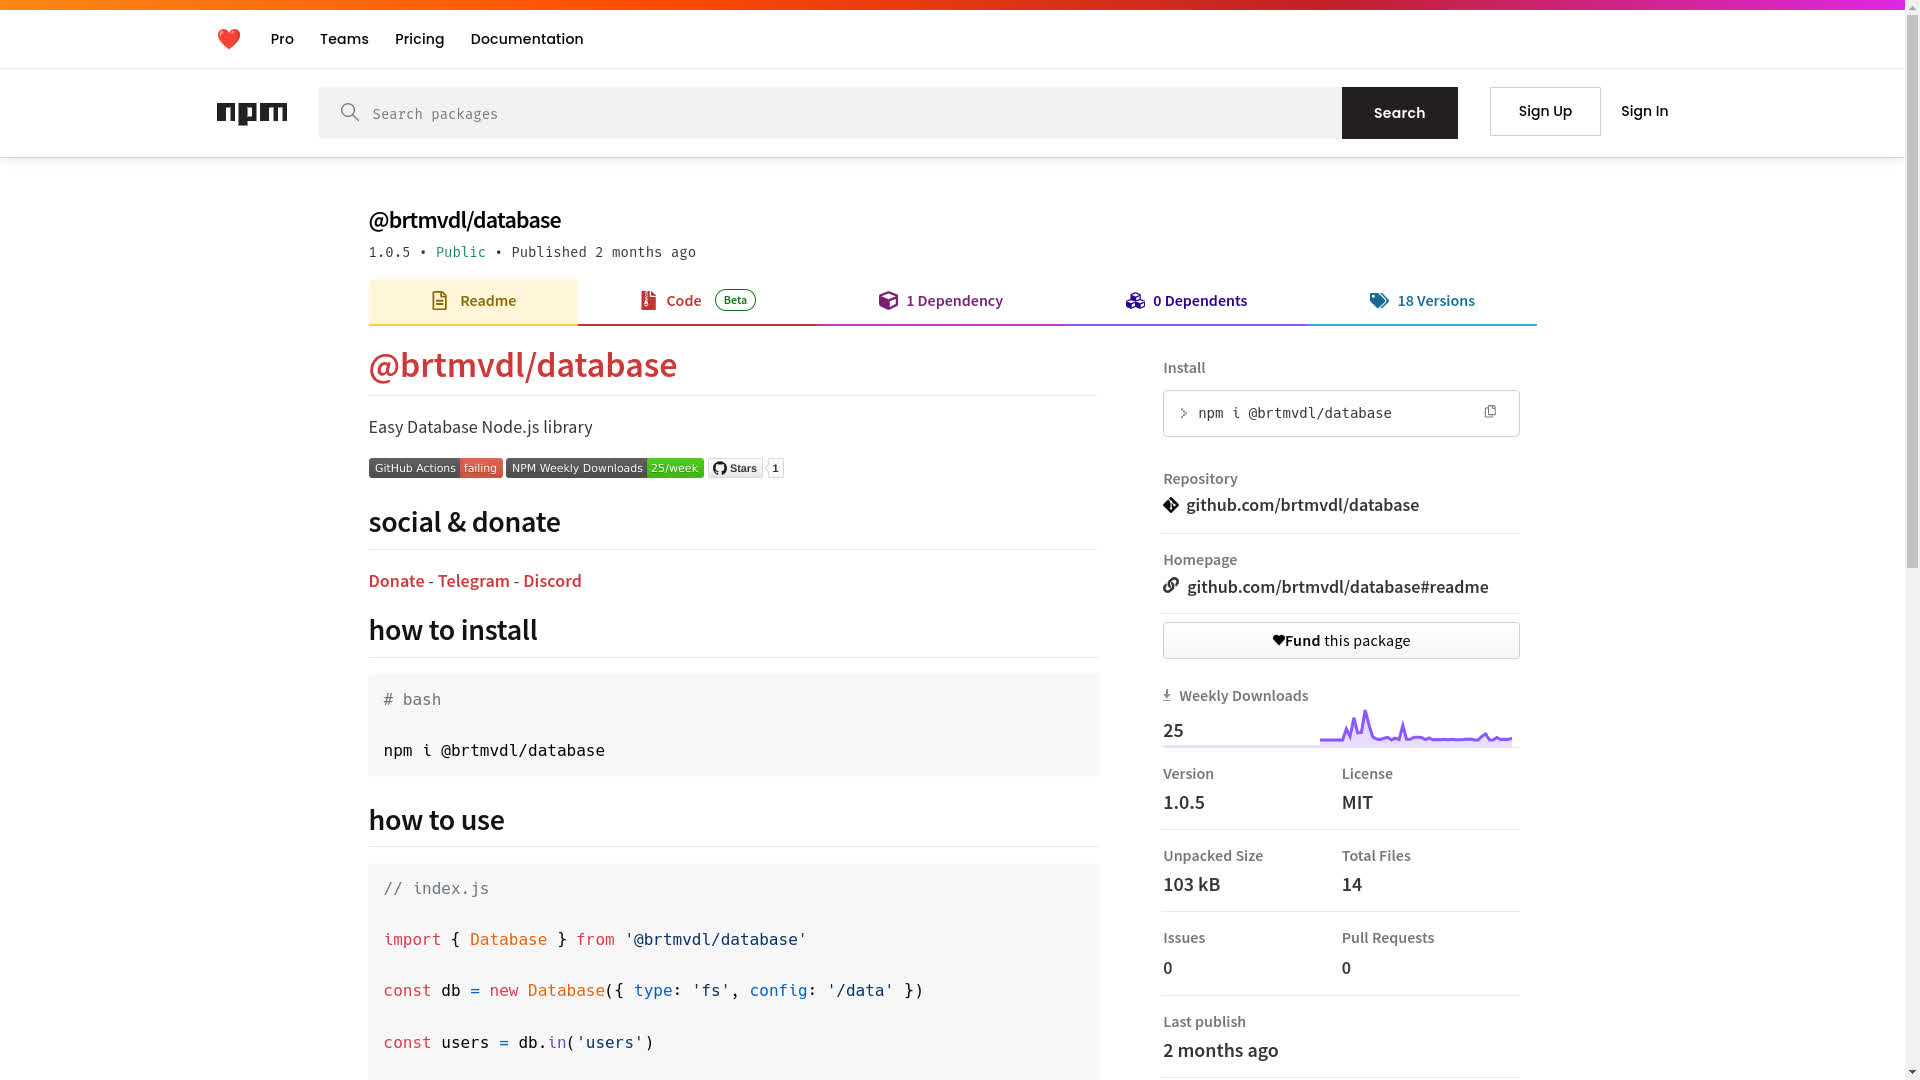 ❤️ Pro Teams Pricing Documentation
npm Search packages Search Sign Up Sign In
@brtmvdl/database
1.0.5 • Public • Published 2 months ago
Readme Code Beta 1 Dependency 0 Dependents 18 Versions
@brtmvdl/database
Easy Database Node.js library
GitHub Actions failing NPM Weekly Downloads 25/week Stars 1
social & donate
Donate - Telegram - Discord
how to install
# bash
npm i @brtmvdl/database
how to use
// index.js
import { Database } from '@brtmvdl/database'
const db = new Database({ type: 'fs', config: '/data' })
const users = db.in('users')
Install
npm i @brtmvdl/database
Repository
github.com/brtmvdl/database
Homepage
github.com/brtmvdl/database#readme
Fund this package
Weekly Downloads
25
Version License
1.0.5 MIT
Unpacked Size Total Files
103 kB 14
Issues Pull Requests
0 0
Last publish
2 months ago